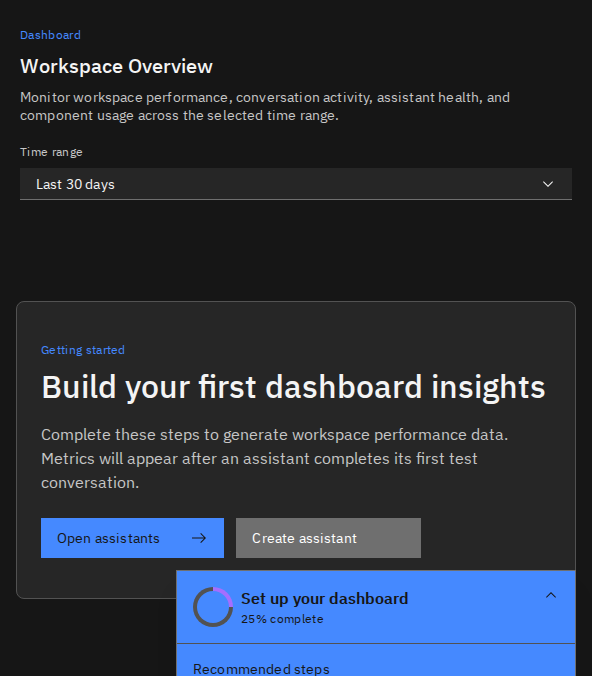 Dashboard
Workspace Overview
Monitor workspace performance, conversation activity, assistant health, and
component usage across the selected time range.
Time range
Last 30 days
Getting started
Build your first dashboard insights
Complete these steps to generate workspace performance data.
Metrics will appear after an assistant completes its first test
conversation.
Open assistants
Create assistant
Set up your dashboard
25% complete
Recommended steps